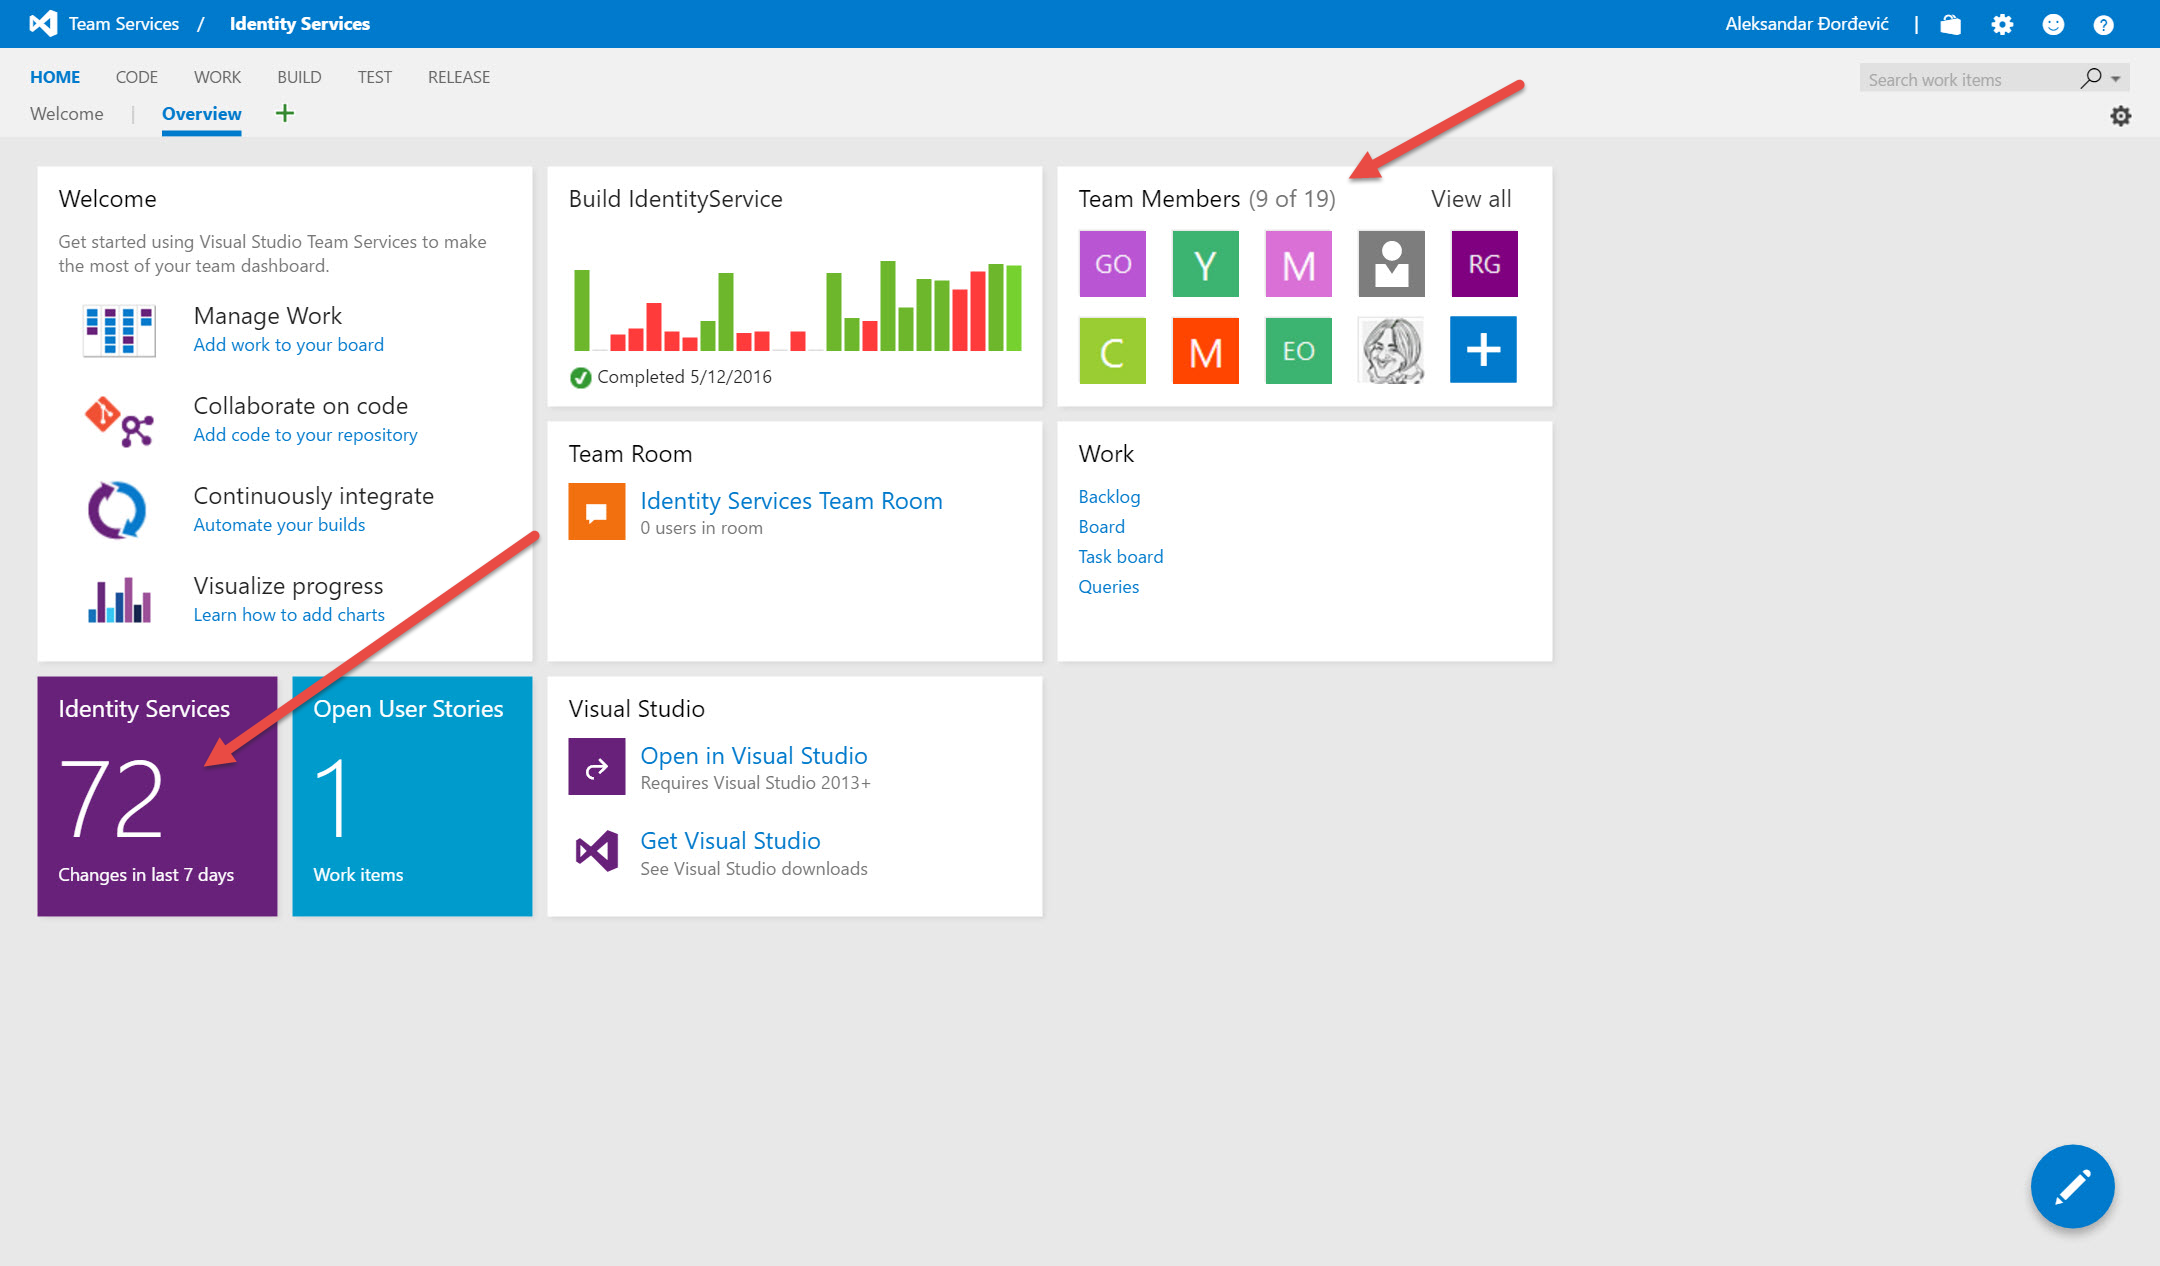 Team Services / Identity Services
Aleksandar Đorđević |
HOME CODE WORK BUILD TEST RELEASE
Search work items
Welcome | Overview
Welcome
Get started using Visual Studio Team Services to make
the most of your team dashboard.
Manage Work
Add work to your board
Collaborate on code
Add code to your repository
Continuously integrate
Automate your builds
Visualize progress
Learn how to add charts
Build IdentityService
Completed 5/12/2016
Team Members (9 of 19) View all
GO Y M RG
C M EO
Team Room
Identity Services Team Room
0 users in room
Work
Backlog
Board
Task board
Queries
Identity Services
72
Changes in last 7 days
Open User Stories
1
Work items
Visual Studio
Open in Visual Studio
Requires Visual Studio 2013+
Get Visual Studio
See Visual Studio downloads